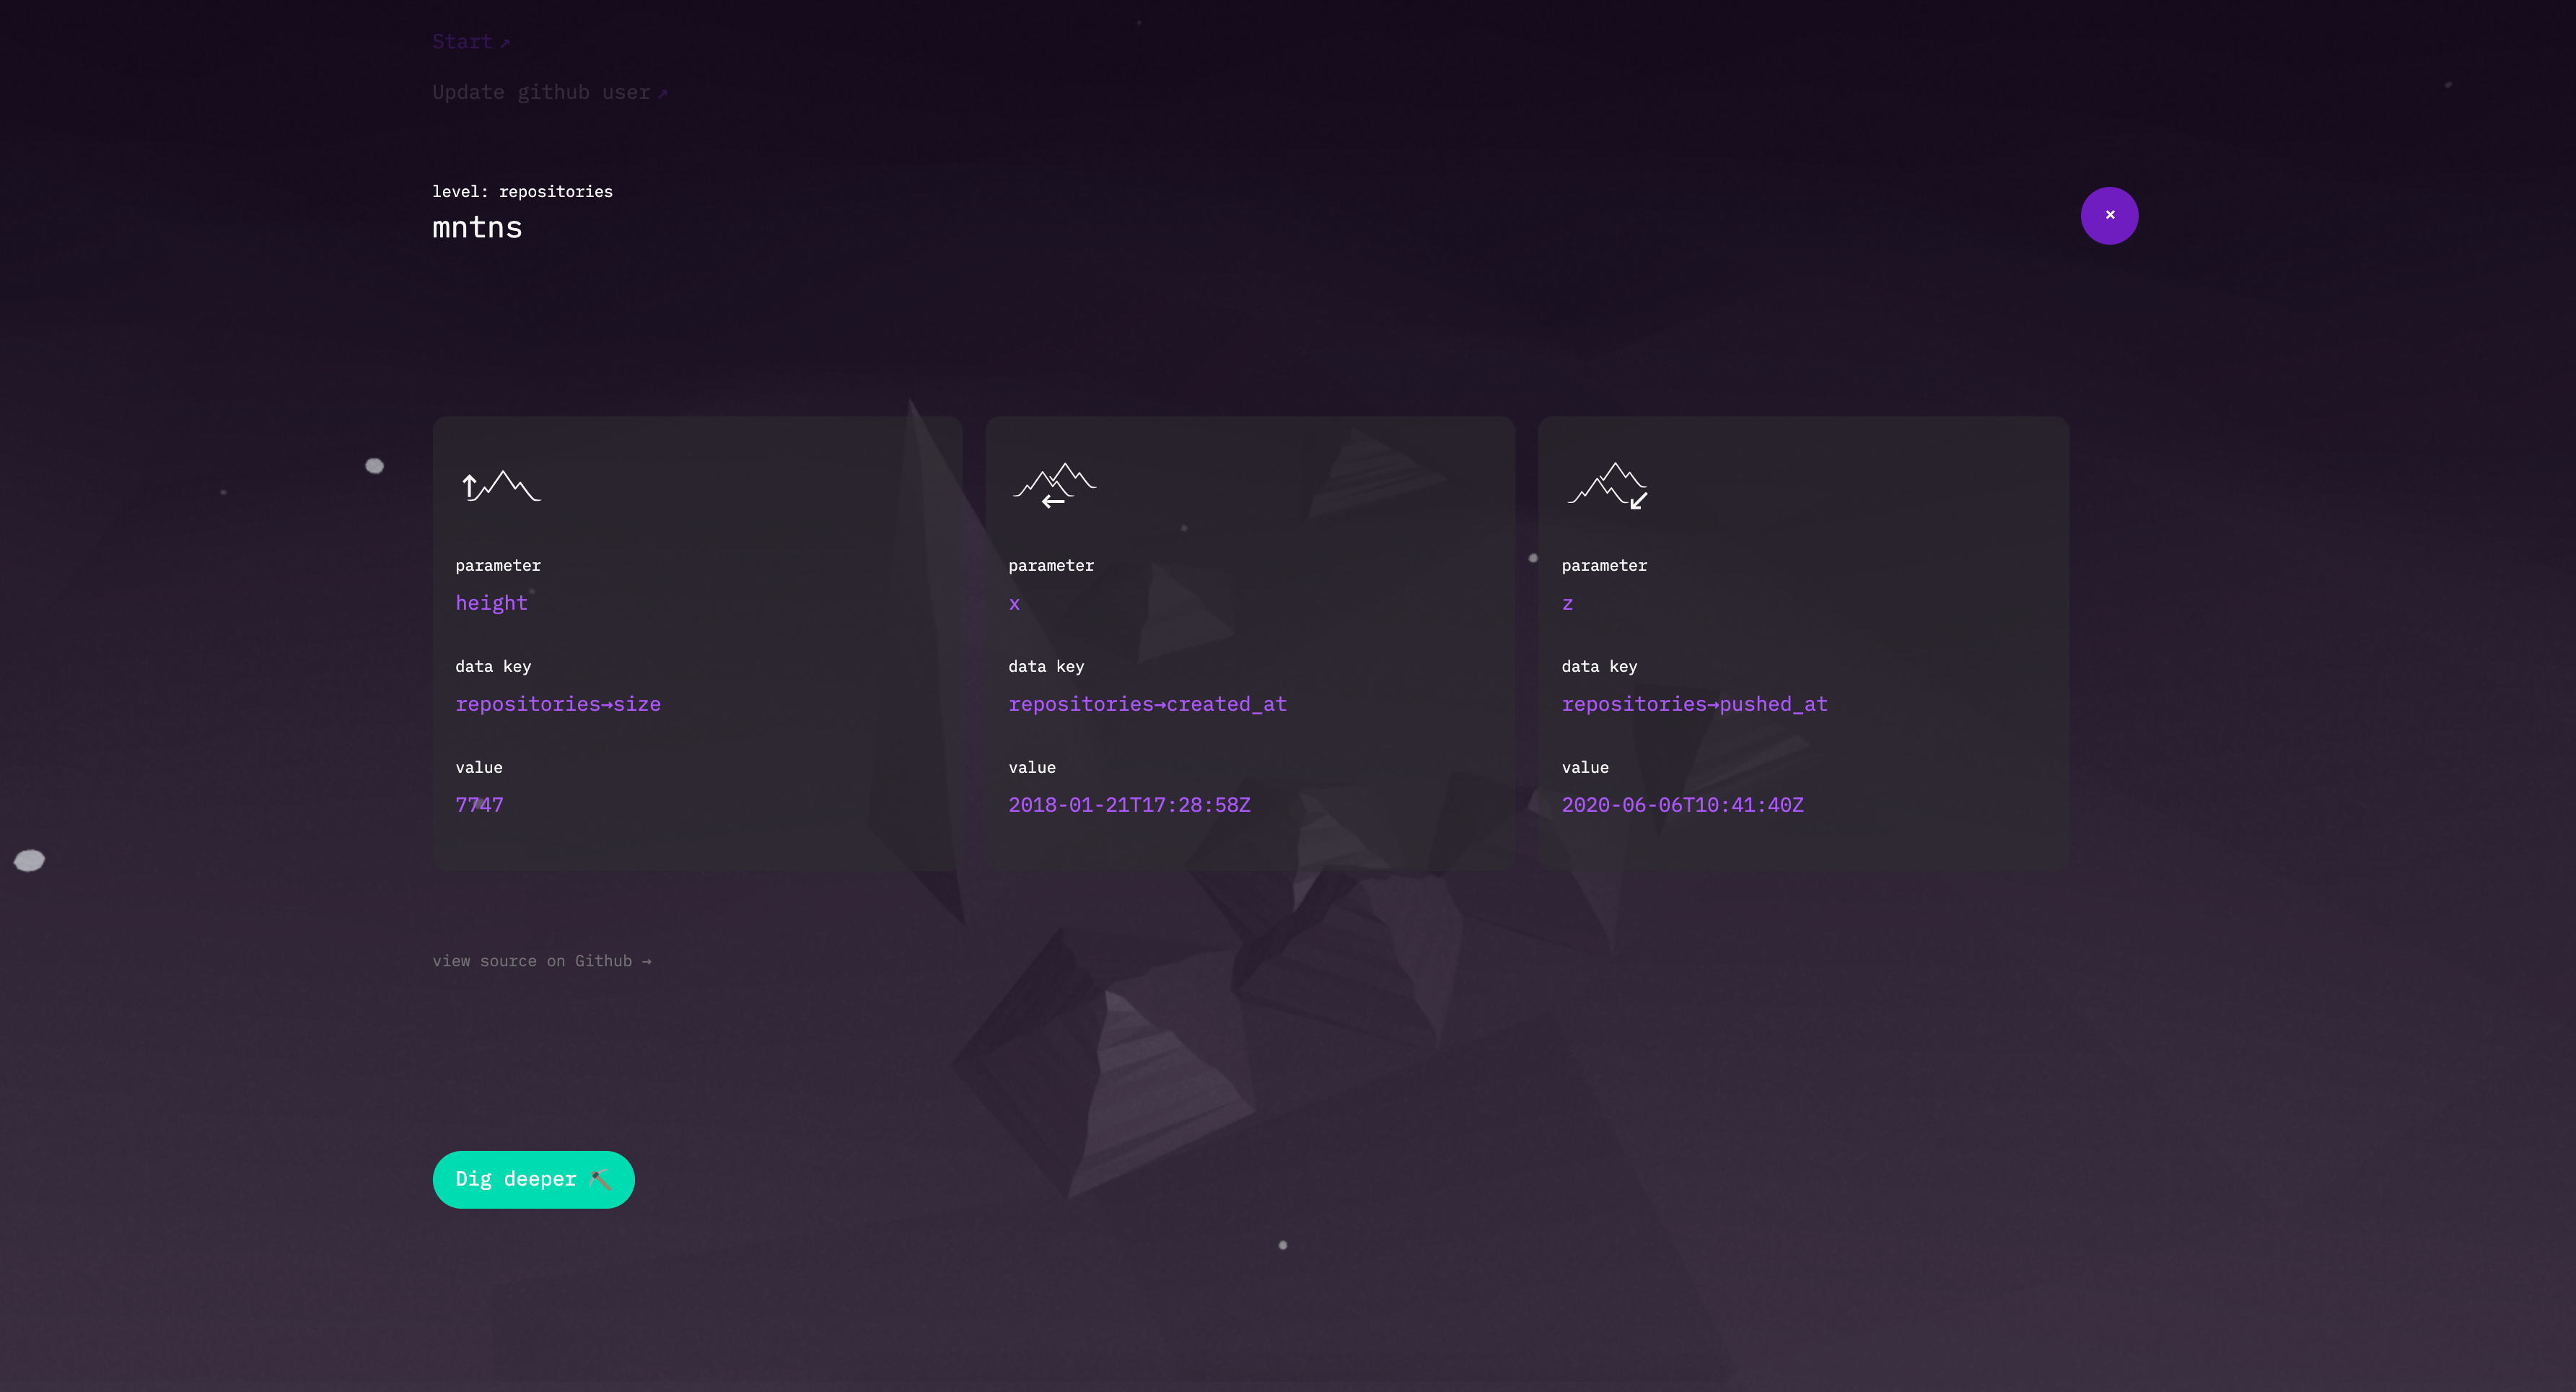 Start ↗
Update github user ↗
level: repositories
mntns
×
parameter
height
data key
repositories→size
value
7747
parameter
x
data key
repositories→created_at
value
2018-01-21T17:28:58Z
parameter
z
data key
repositories→pushed_at
value
2020-06-06T10:41:40Z
view source on Github →
Dig deeper ⛏